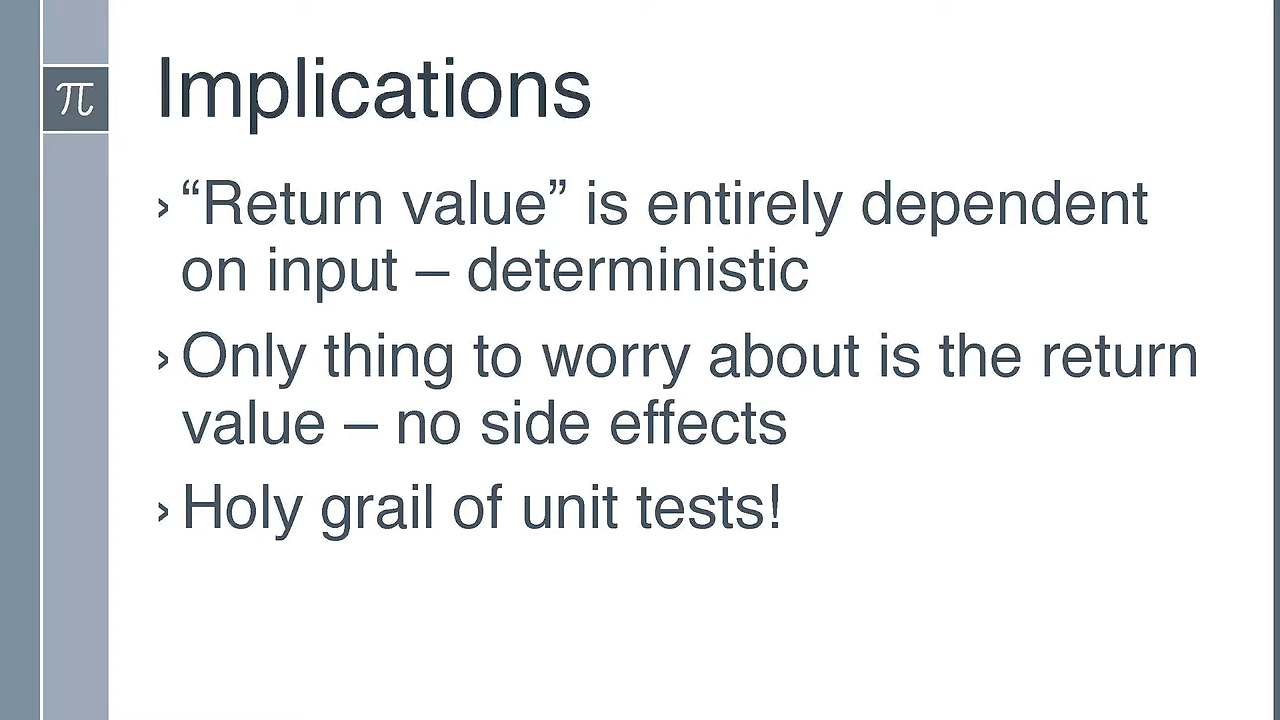 π
Implications
› “Return value” is entirely dependent
on input – deterministic
› Only thing to worry about is the return
value – no side effects
› Holy grail of unit tests!